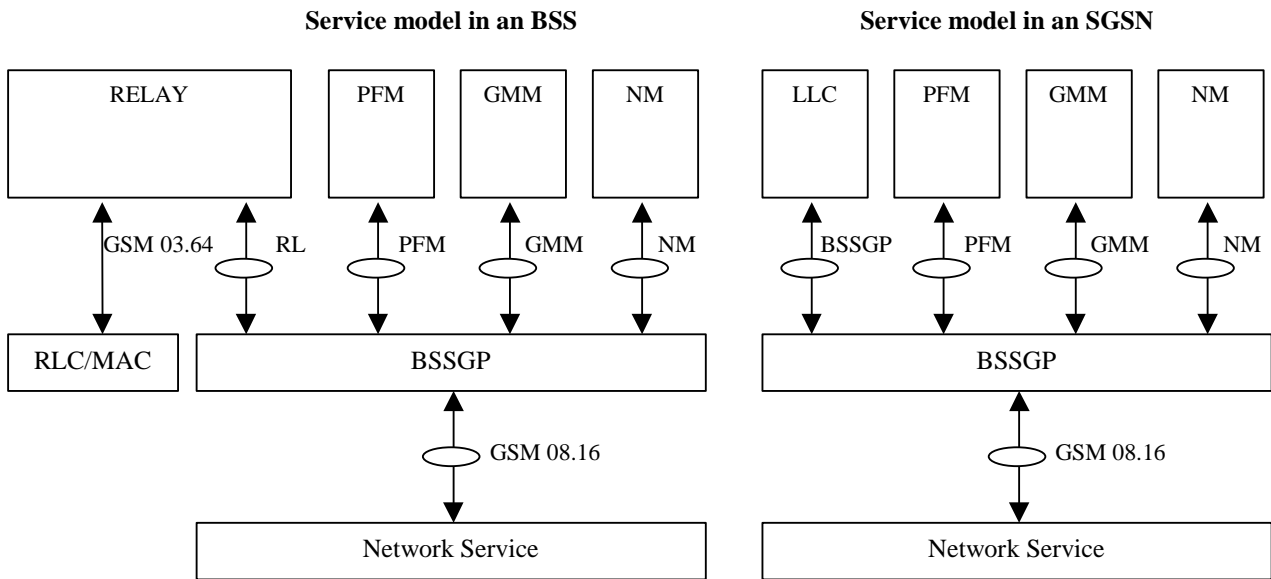 Service model in an BSS
Service model in an SGSN
RELAY
PFM
GMM
NM
LLC
PFM
GMM
NM
GSM 03.64
RL
PFM
GMM
NM
BSSGP
PFM
GMM
NM
RLC/MAC
BSSGP
BSSGP
GSM 08.16
GSM 08.16
Network Service
Network Service